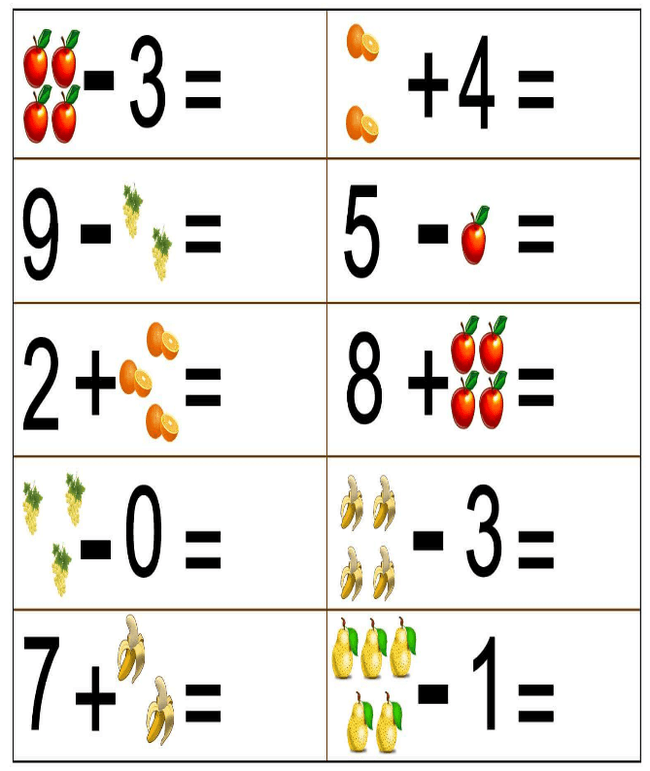 - 3 =
+ 4 =
9 - =
5 - =
2 + =
8 + =
- 0 =
- 3 =
7 + =
- 1 =